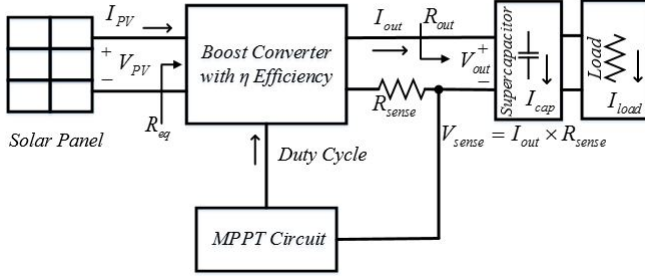 I_PV
+
V_PV
−
R_eq
Solar Panel
Boost Converter
with η Efficiency
I_out
R_out
R_sense
V_out
+
−
Supercapacitor
I_cap
Load
I_load
V_sense = I_out × R_sense
Duty Cycle
MPPT Circuit